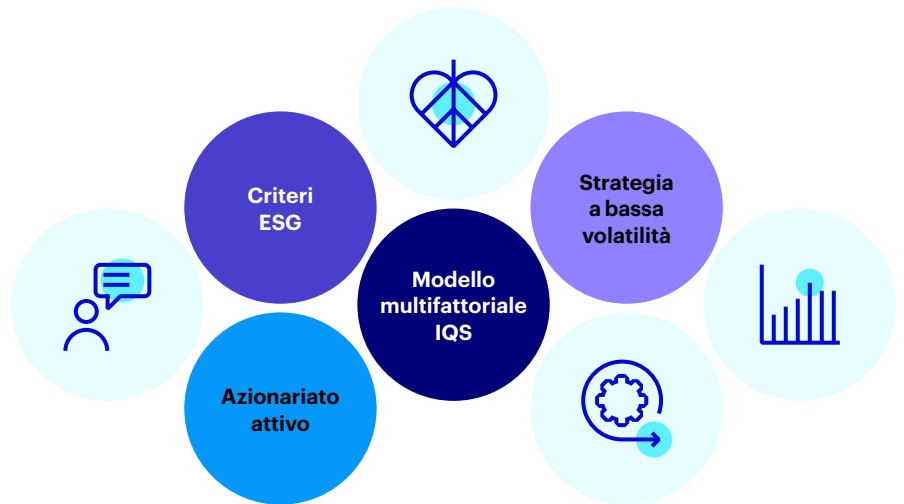 Criteri
ESG
Strategia
a bassa
volatilità
Modello
multifattoriale
IQS
Azionariato
attivo